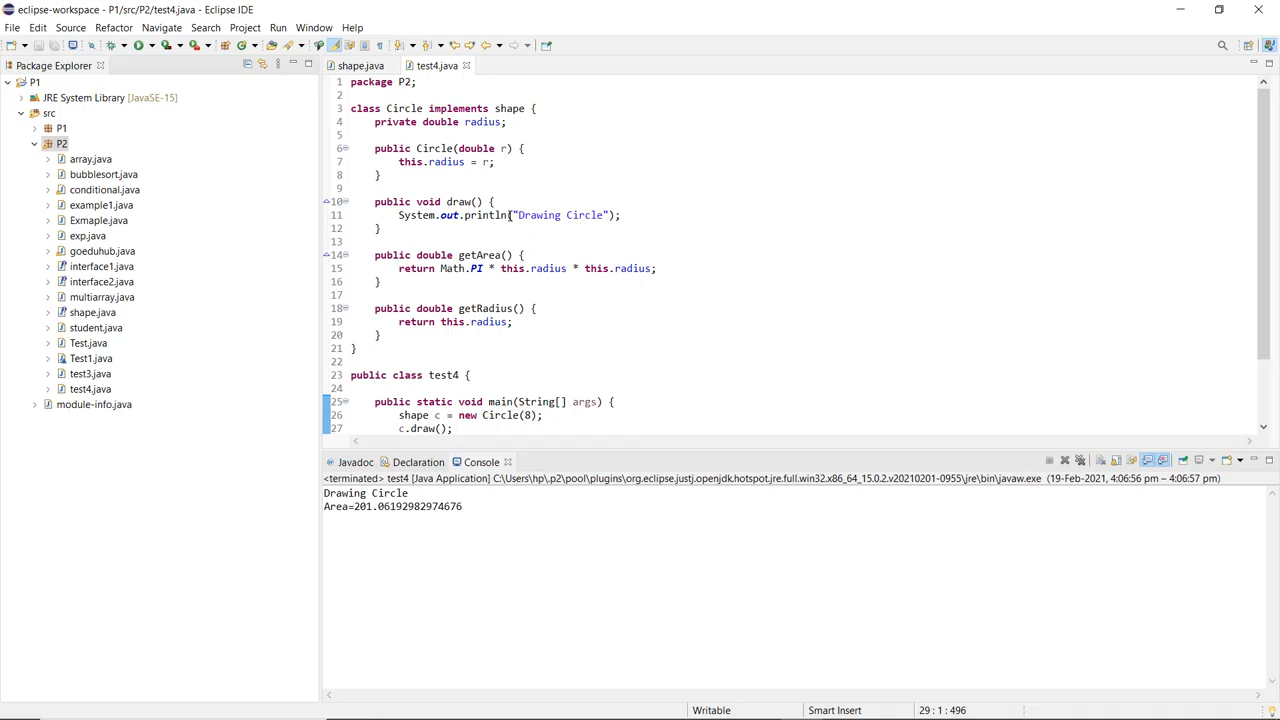 eclipse-workspace - P1/src/P2/test4.java - Eclipse IDE
File Edit Source Refactor Navigate Search Project Run Window Help
Package Explorer
P1
JRE System Library [JavaSE-15]
src
P1
P2
array.java
bubblesort.java
conditional.java
example1.java
Exmaple.java
exp.java
goeduhub.java
interface1.java
interface2.java
multiarray.java
shape.java
student.java
Test.java
Test1.java
test3.java
test4.java
module-info.java
shape.java test4.java
1 package P2;
2
3 class Circle implements shape {
4 private double radius;
5
6 public Circle(double r) {
7 this.radius = r;
8 }
9
10 public void draw() {
11 System.out.println("Drawing Circle");
12 }
13
14 public double getArea() {
15 return Math.PI * this.radius * this.radius;
16 }
17
18 public double getRadius() {
19 return this.radius;
20 }
21 }
22
23 public class test4 {
24
25 public static void main(String[] args) {
26 shape c = new Circle(8);
27 c.draw();
Javadoc Declaration Console
<terminated> test4 [Java Application] C:\Users\hp\.p2\pool\plugins\org.eclipse.justj.openjdk.hotspot.jre.full.win32.x86_64_15.0.2.v20210201-0955\jre\bin\javaw.exe (19-Feb-2021, 4:06:56 pm – 4:06:57 pm)
Drawing Circle
Area=201.06192982974676
Writable Smart Insert 29 : 1 : 496